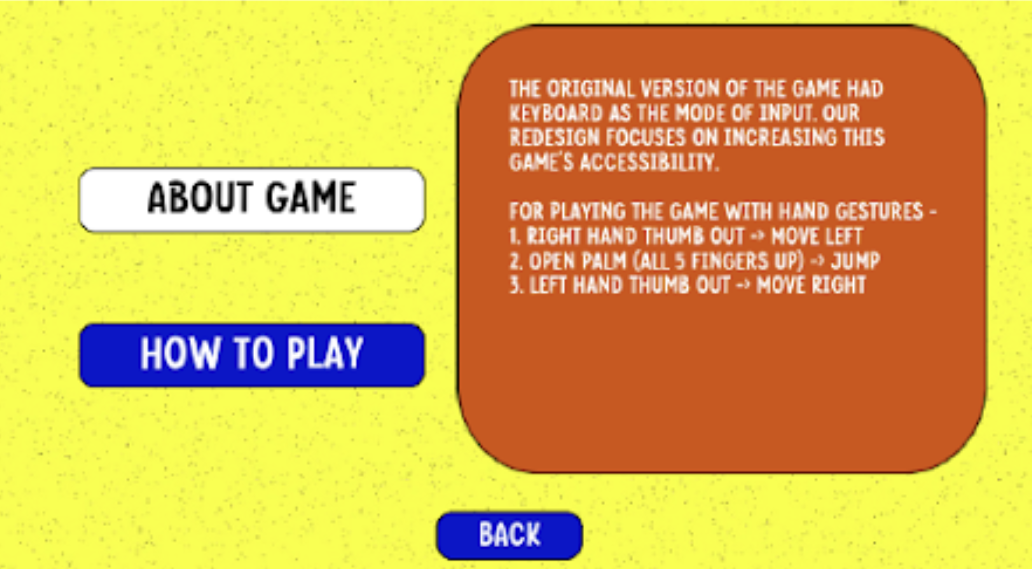 ABOUT GAME
HOW TO PLAY
THE ORIGINAL VERSION OF THE GAME HAD
KEYBOARD AS THE MODE OF INPUT. OUR
REDESIGN FOCUSES ON INCREASING THIS
GAME'S ACCESSIBILITY.
FOR PLAYING THE GAME WITH HAND GESTURES -
1. RIGHT HAND THUMB OUT -> MOVE LEFT
2. OPEN PALM (ALL 5 FINGERS UP) -> JUMP
3. LEFT HAND THUMB OUT -> MOVE RIGHT
BACK